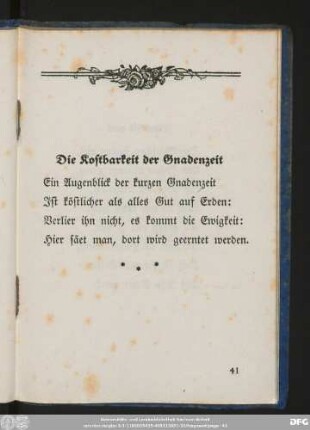 Die Kostbarkeit der Gnadenzeit
Ein Augenblick der kurzen Gnadenzeit
Ist köstlicher als alles Gut auf Erden:
Verlier ihn nicht, es kommt die Ewigkeit:
Hier säet man, dort wird geerntet werden.
* * *
41
DFG